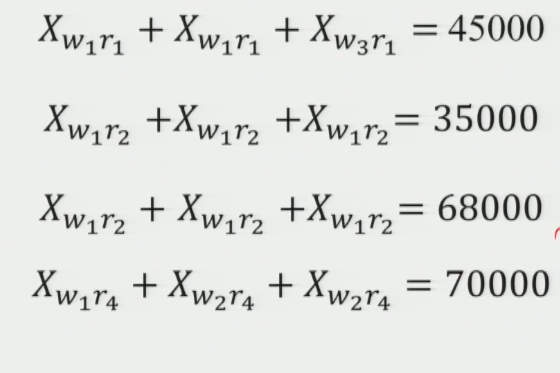 X_{w_1r_1} + X_{w_1r_1} + X_{w_3r_1} = 45000
X_{w_1r_2} +X_{w_1r_2} +X_{w_1r_2}= 35000
X_{w_1r_2} + X_{w_1r_2} +X_{w_1r_2}= 68000
X_{w_1r_4} + X_{w_2r_4} + X_{w_2r_4} = 70000